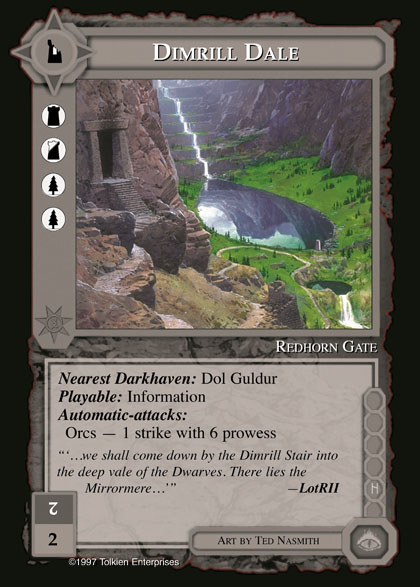 DIMRILL DALE
REDHORN GATE
Nearest Darkhaven: Dol Guldur
Playable: Information
Automatic-attacks:
Orcs — 1 strike with 6 prowess
“‘…we shall come down by the Dimrill Stair into
the deep vale of the Dwarves. There lies the
Mirrormere…’” —LotRII
H
2
2
ART BY TED NASMITH
©1997 Tolkien Enterprises